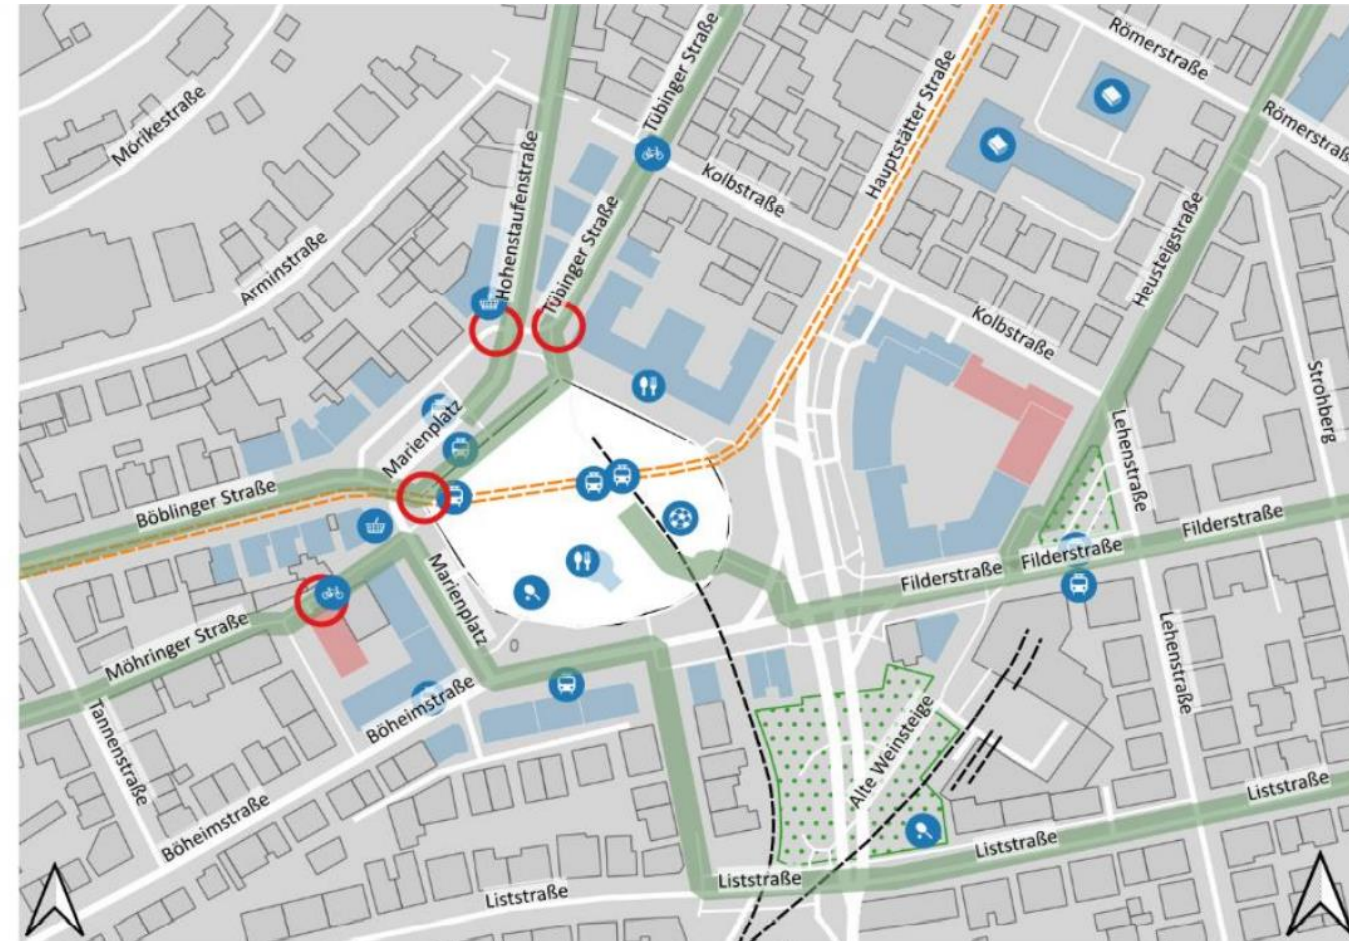 Römerstraße
Tübinger Straße
Hauptstätter Straße
Mörikestraße
Römerstraße
Hohenstaufenstraße
Kolbstraße
Heusteigstraße
Arminstraße
Tübinger Straße
Kolbstraße
Strohberg
Marienplatz
Lehenstraße
Böblinger Straße
Filderstraße
Filderstraße
Filderstraße
Marienplatz
Möhringer Straße
Lehenstraße
Böheimstraße
Tannenstraße
Alte Weinsteige
Liststraße
Böheimstraße
Liststraße
Liststraße
Liststraße